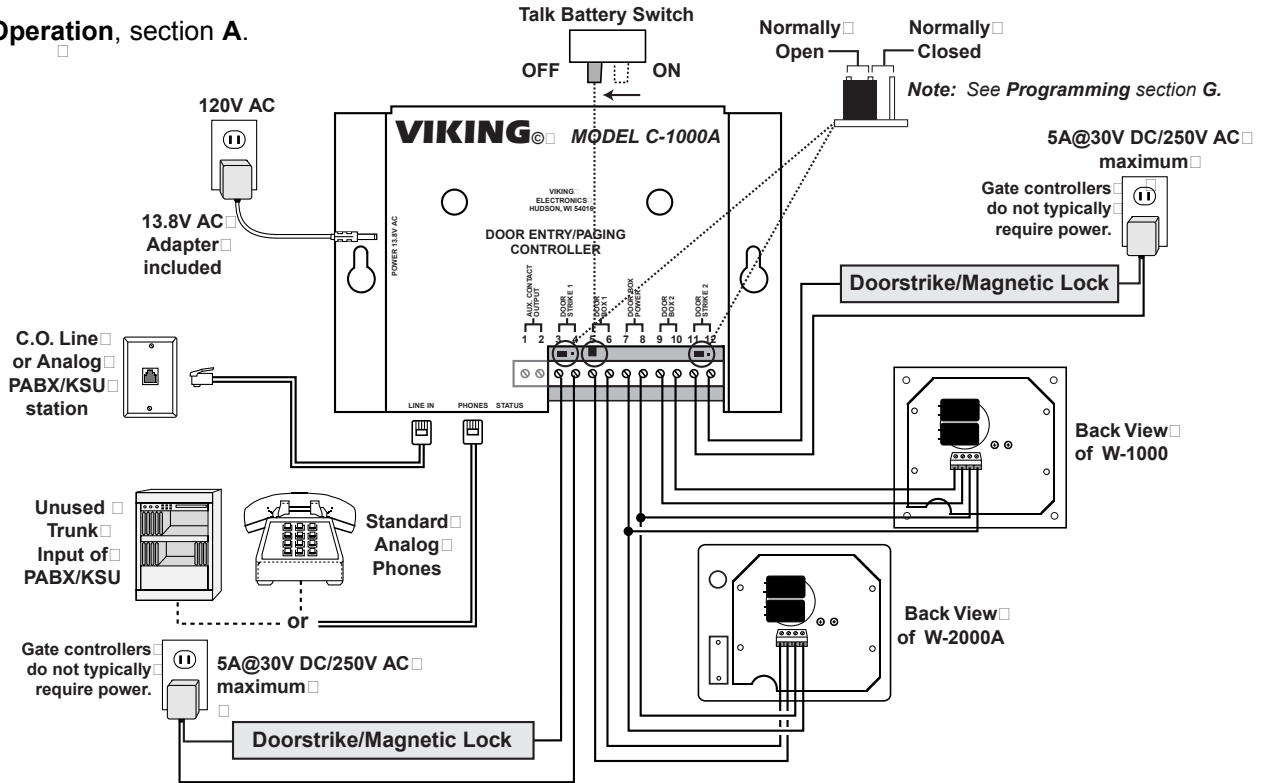 Operation, section A.
Talk Battery Switch
OFF
ON
Normally
Open
Normally
Closed
Note: See Programming section G.
120V AC
13.8V AC
Adapter
included
VIKING© MODEL C-1000A
VIKING
ELECTRONICS
HUDSON, WI 54016
DOOR ENTRY/PAGING
CONTROLLER
POWER 13.8V AC
AUX. CONTACT
OUTPUT
DOOR
STRIKE 1
DOOR
BOX 1
DOOR BOX
POWER
DOOR
BOX 2
DOOR
STRIKE 2
1 2 3 4 5 6 7 8 9 10 11 12
LINE IN
PHONES
STATUS
5A@30V DC/250V AC
maximum
Gate controllers
do not typically
require power.
Doorstrike/Magnetic Lock
C.O. Line
or Analog
PABX/KSU
station
Back View
of W-1000
Unused
Trunk
Input of
PABX/KSU
or
Standard
Analog
Phones
Back View
of W-2000A
Gate controllers
do not typically
require power.
5A@30V DC/250V AC
maximum
Doorstrike/Magnetic Lock